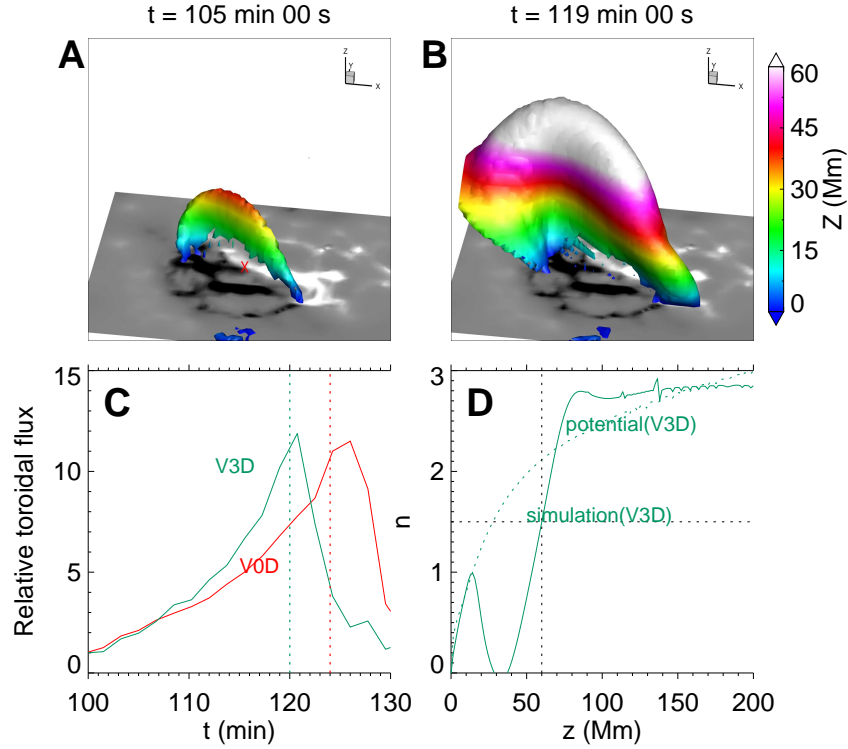 t = 105 min 00 s
t = 119 min 00 s
A
z
y
x
B
z
y
x
60
45
30
15
0
Z (Mm)
15
10
5
0
Relative toroidal flux
C
V3D
V0D
100
110
120
130
t (min)
3
2
1
0
n
D
potential(V3D)
simulation(V3D)
0
50
100
150
200
z (Mm)
X